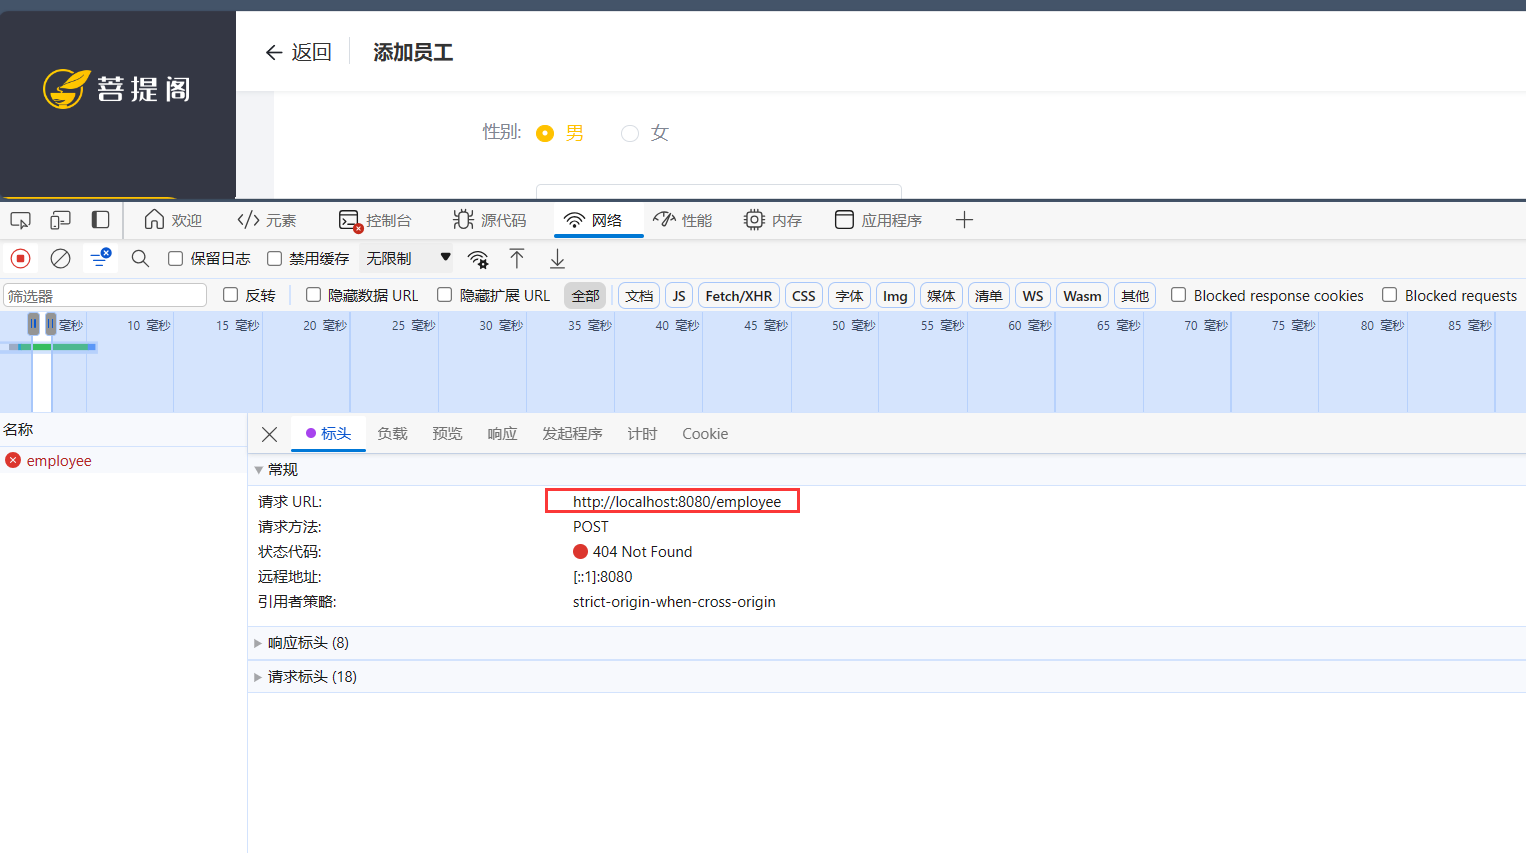 菩提阁
返回 添加员工
性别: 男 女
欢迎 元素 控制台 源代码 网络 性能 内存 应用程序
保留日志 禁用缓存 无限制
筛选器 反转 隐藏数据 URL 隐藏扩展 URL 全部 文档 JS Fetch/XHR CSS 字体 Img 媒体 清单 WS Wasm 其他 Blocked response cookies Blocked requests
毫秒 10 毫秒 15 毫秒 20 毫秒 25 毫秒 30 毫秒 35 毫秒 40 毫秒 45 毫秒 50 毫秒 55 毫秒 60 毫秒 65 毫秒 70 毫秒 75 毫秒 80 毫秒 85 毫秒
名称 标头 负载 预览 响应 发起程序 计时 Cookie
employee
常规
请求 URL: http://localhost:8080/employee
请求方法: POST
状态代码: 404 Not Found
远程地址: [::1]:8080
引用者策略: strict-origin-when-cross-origin
响应标头 (8)
请求标头 (18)